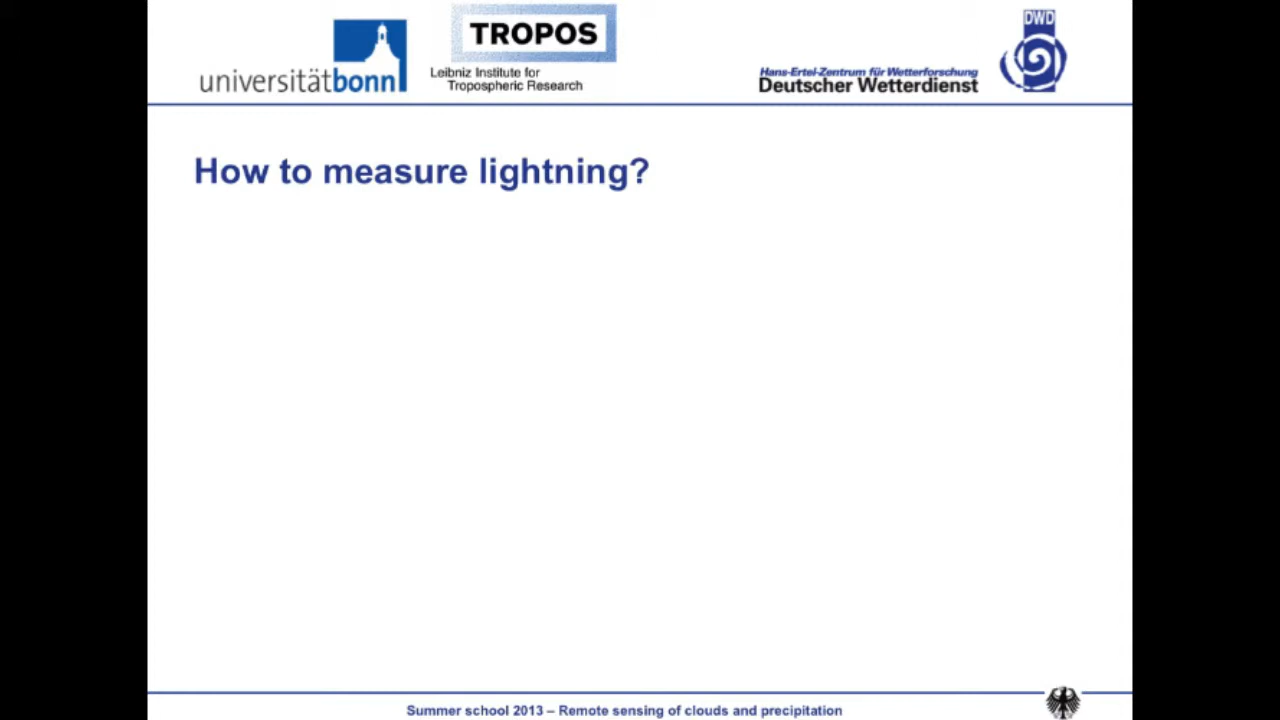 universitätbonn
TROPOS
Leibniz Institute for
Tropospheric Research
Hans-Ertel-Zentrum für Wetterforschung
Deutscher Wetterdienst
DWD
How to measure lightning?
Summer school 2013 – Remote sensing of clouds and precipitation